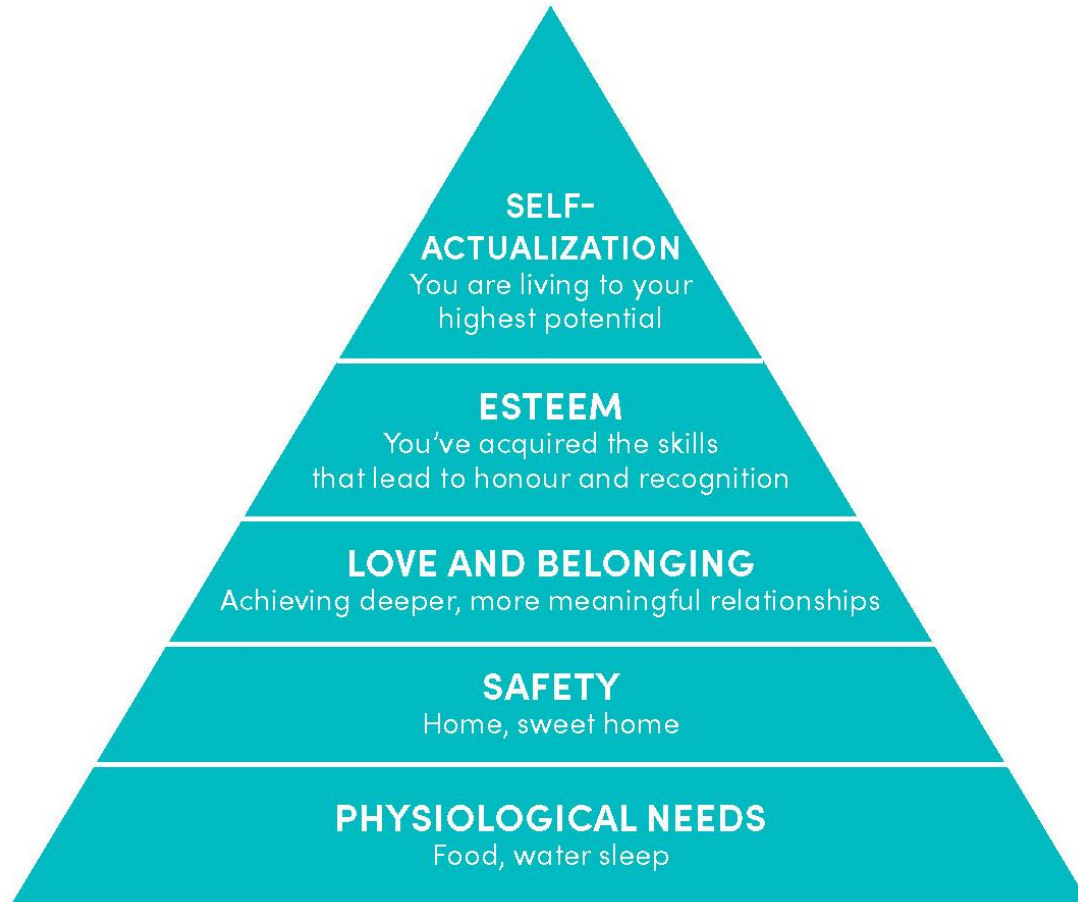 SELF-
ACTUALIZATION
You are living to your
highest potential
ESTEEM
You’ve acquired the skills
that lead to honour and recognition
LOVE AND BELONGING
Achieving deeper, more meaningful relationships
SAFETY
Home, sweet home
PHYSIOLOGICAL NEEDS
Food, water sleep